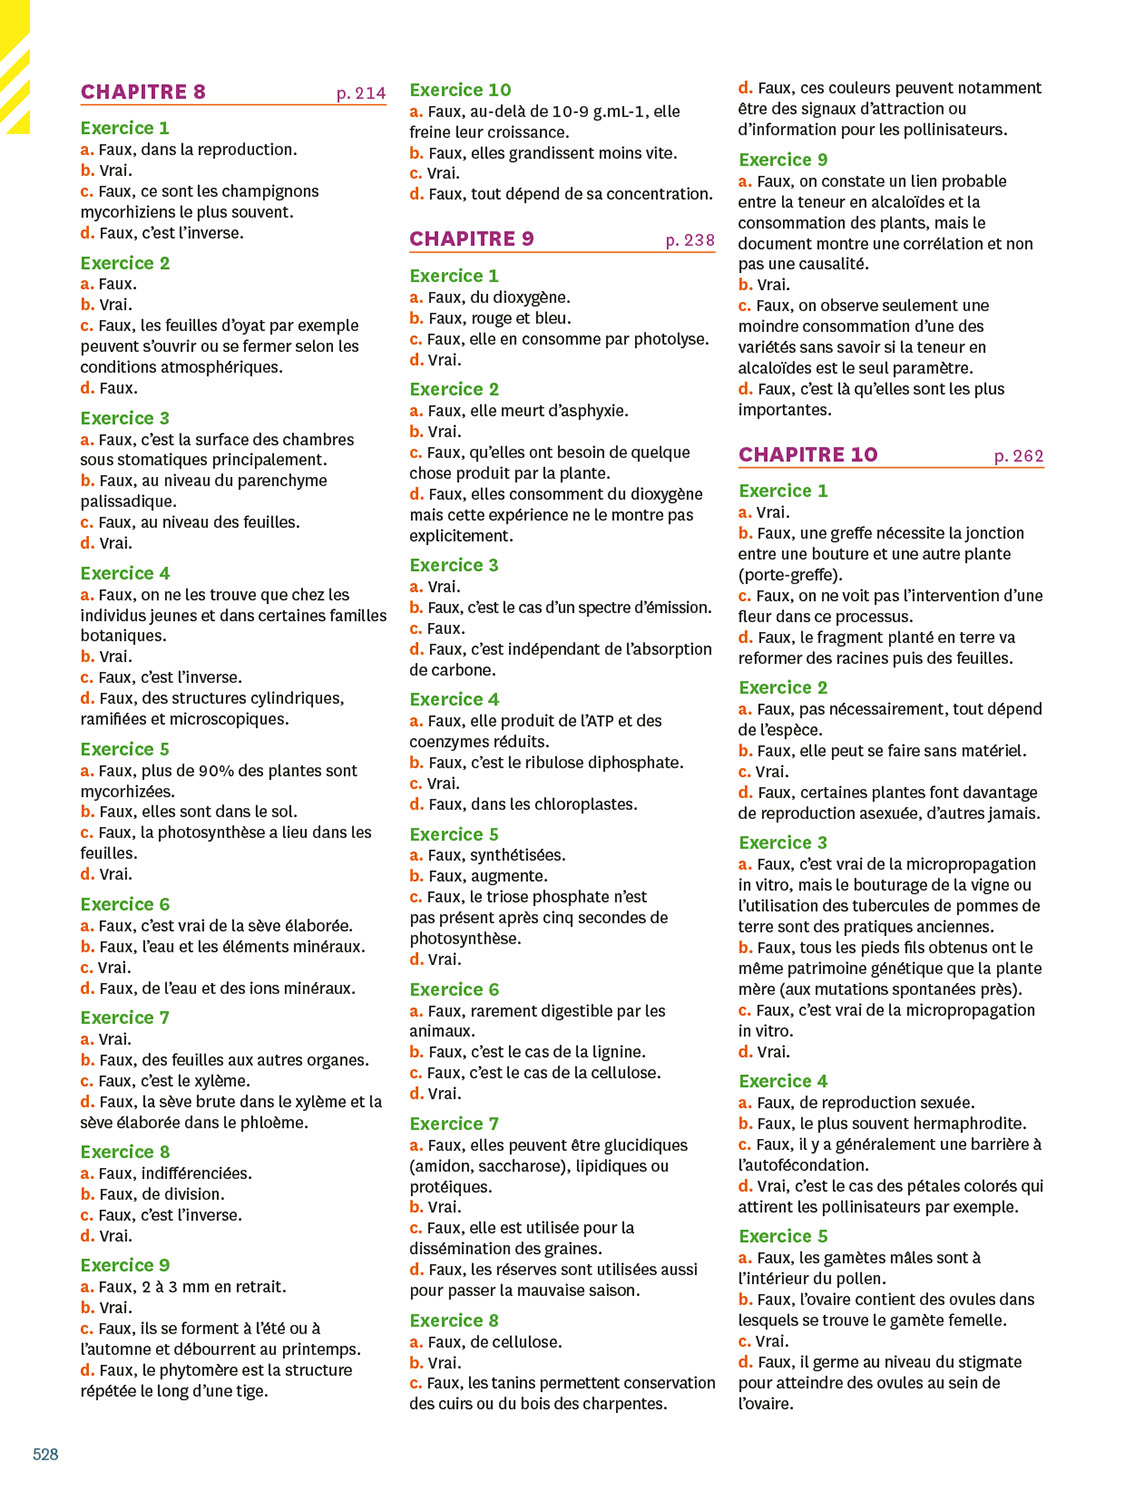 CHAPITRE 8 p. 214
Exercice 1
a. Faux, dans la reproduction.
b. Vrai.
c. Faux, ce sont les champignons
mycorhiziens le plus souvent.
d. Faux, c’est l’inverse.
Exercice 2
a. Faux.
b. Vrai.
c. Faux, les feuilles d’oyat par exemple
peuvent s’ouvrir ou se fermer selon les
conditions atmosphériques.
d. Faux.
Exercice 3
a. Faux, c’est la surface des chambres
sous stomatiques principalement.
b. Faux, au niveau du parenchyme
palissadique.
c. Faux, au niveau des feuilles.
d. Vrai.
Exercice 4
a. Faux, on ne les trouve que chez les
individus jeunes et dans certaines familles
botaniques.
b. Vrai.
c. Faux, c’est l’inverse.
d. Faux, des structures cylindriques,
ramifiées et microscopiques.
Exercice 5
a. Faux, plus de 90% des plantes sont
mycorhizées.
b. Faux, elles sont dans le sol.
c. Faux, la photosynthèse a lieu dans les
feuilles.
d. Vrai.
Exercice 6
a. Faux, c’est vrai de la sève élaborée.
b. Faux, l’eau et les éléments minéraux.
c. Vrai.
d. Faux, de l’eau et des ions minéraux.
Exercice 7
a. Vrai.
b. Faux, des feuilles aux autres organes.
c. Faux, c’est le xylème.
d. Faux, la sève brute dans le xylème et la
sève élaborée dans le phloème.
Exercice 8
a. Faux, indifférenciées.
b. Faux, de division.
c. Faux, c’est l’inverse.
d. Vrai.
Exercice 9
a. Faux, 2 à 3 mm en retrait.
b. Vrai.
c. Faux, ils se forment à l’été ou à
l’automne et débourrent au printemps.
d. Faux, le phytomère est la structure
répétée le long d’une tige.
Exercice 10
a. Faux, au-delà de 10-9 g.mL-1, elle
freine leur croissance.
b. Faux, elles grandissent moins vite.
c. Vrai.
d. Faux, tout dépend de sa concentration.
CHAPITRE 9 p. 238
Exercice 1
a. Faux, du dioxygène.
b. Faux, rouge et bleu.
c. Faux, elle en consomme par photolyse.
d. Vrai.
Exercice 2
a. Faux, elle meurt d’asphyxie.
b. Vrai.
c. Faux, qu’elles ont besoin de quelque
chose produit par la plante.
d. Faux, elles consomment du dioxygène
mais cette expérience ne le montre pas
explicitement.
Exercice 3
a. Vrai.
b. Faux, c’est le cas d’un spectre d’émission.
c. Faux.
d. Faux, c’est indépendant de l’absorption
de carbone.
Exercice 4
a. Faux, elle produit de l’ATP et des
coenzymes réduits.
b. Faux, c’est le ribulose diphosphate.
c. Vrai.
d. Faux, dans les chloroplastes.
Exercice 5
a. Faux, synthétisées.
b. Faux, augmente.
c. Faux, le triose phosphate n’est
pas présent après cinq secondes de
photosynthèse.
d. Vrai.
Exercice 6
a. Faux, rarement digestible par les
animaux.
b. Faux, c’est le cas de la lignine.
c. Faux, c’est le cas de la cellulose.
d. Vrai.
Exercice 7
a. Faux, elles peuvent être glucidiques
(amidon, saccharose), lipidiques ou
protéiques.
b. Vrai.
c. Faux, elle est utilisée pour la
dissémination des graines.
d. Faux, les réserves sont utilisées aussi
pour passer la mauvaise saison.
Exercice 8
a. Faux, de cellulose.
b. Vrai.
c. Faux, les tanins permettent conservation
des cuirs ou du bois des charpentes.
d. Faux, ces couleurs peuvent notamment
être des signaux d’attraction ou
d’information pour les pollinisateurs.
Exercice 9
a. Faux, on constate un lien probable
entre la teneur en alcaloïdes et la
consommation des plants, mais le
document montre une corrélation et non
pas une causalité.
b. Vrai.
c. Faux, on observe seulement une
moindre consommation d’une des
variétés sans savoir si la teneur en
alcaloïdes est le seul paramètre.
d. Faux, c’est là qu’elles sont les plus
importantes.
CHAPITRE 10 p. 262
Exercice 1
a. Vrai.
b. Faux, une greffe nécessite la jonction
entre une bouture et une autre plante
(porte-greffe).
c. Faux, on ne voit pas l’intervention d’une
fleur dans ce processus.
d. Faux, le fragment planté en terre va
reformer des racines puis des feuilles.
Exercice 2
a. Faux, pas nécessairement, tout dépend
de l’espèce.
b. Faux, elle peut se faire sans matériel.
c. Vrai.
d. Faux, certaines plantes font davantage
de reproduction asexuée, d’autres jamais.
Exercice 3
a. Faux, c’est vrai de la micropropagation
in vitro, mais le bouturage de la vigne ou
l’utilisation des tubercules de pommes de
terre sont des pratiques anciennes.
b. Faux, tous les pieds fils obtenus ont le
même patrimoine génétique que la plante
mère (aux mutations spontanées près).
c. Faux, c’est vrai de la micropropagation
in vitro.
d. Vrai.
Exercice 4
a. Faux, de reproduction sexuée.
b. Faux, le plus souvent hermaphrodite.
c. Faux, il y a généralement une barrière à
l’autofécondation.
d. Vrai, c’est le cas des pétales colorés qui
attirent les pollinisateurs par exemple.
Exercice 5
a. Faux, les gamètes mâles sont à
l’intérieur du pollen.
b. Faux, l’ovaire contient des ovules dans
lesquels se trouve le gamète femelle.
c. Vrai.
d. Faux, il germe au niveau du stigmate
pour atteindre des ovules au sein de
l’ovaire.
528